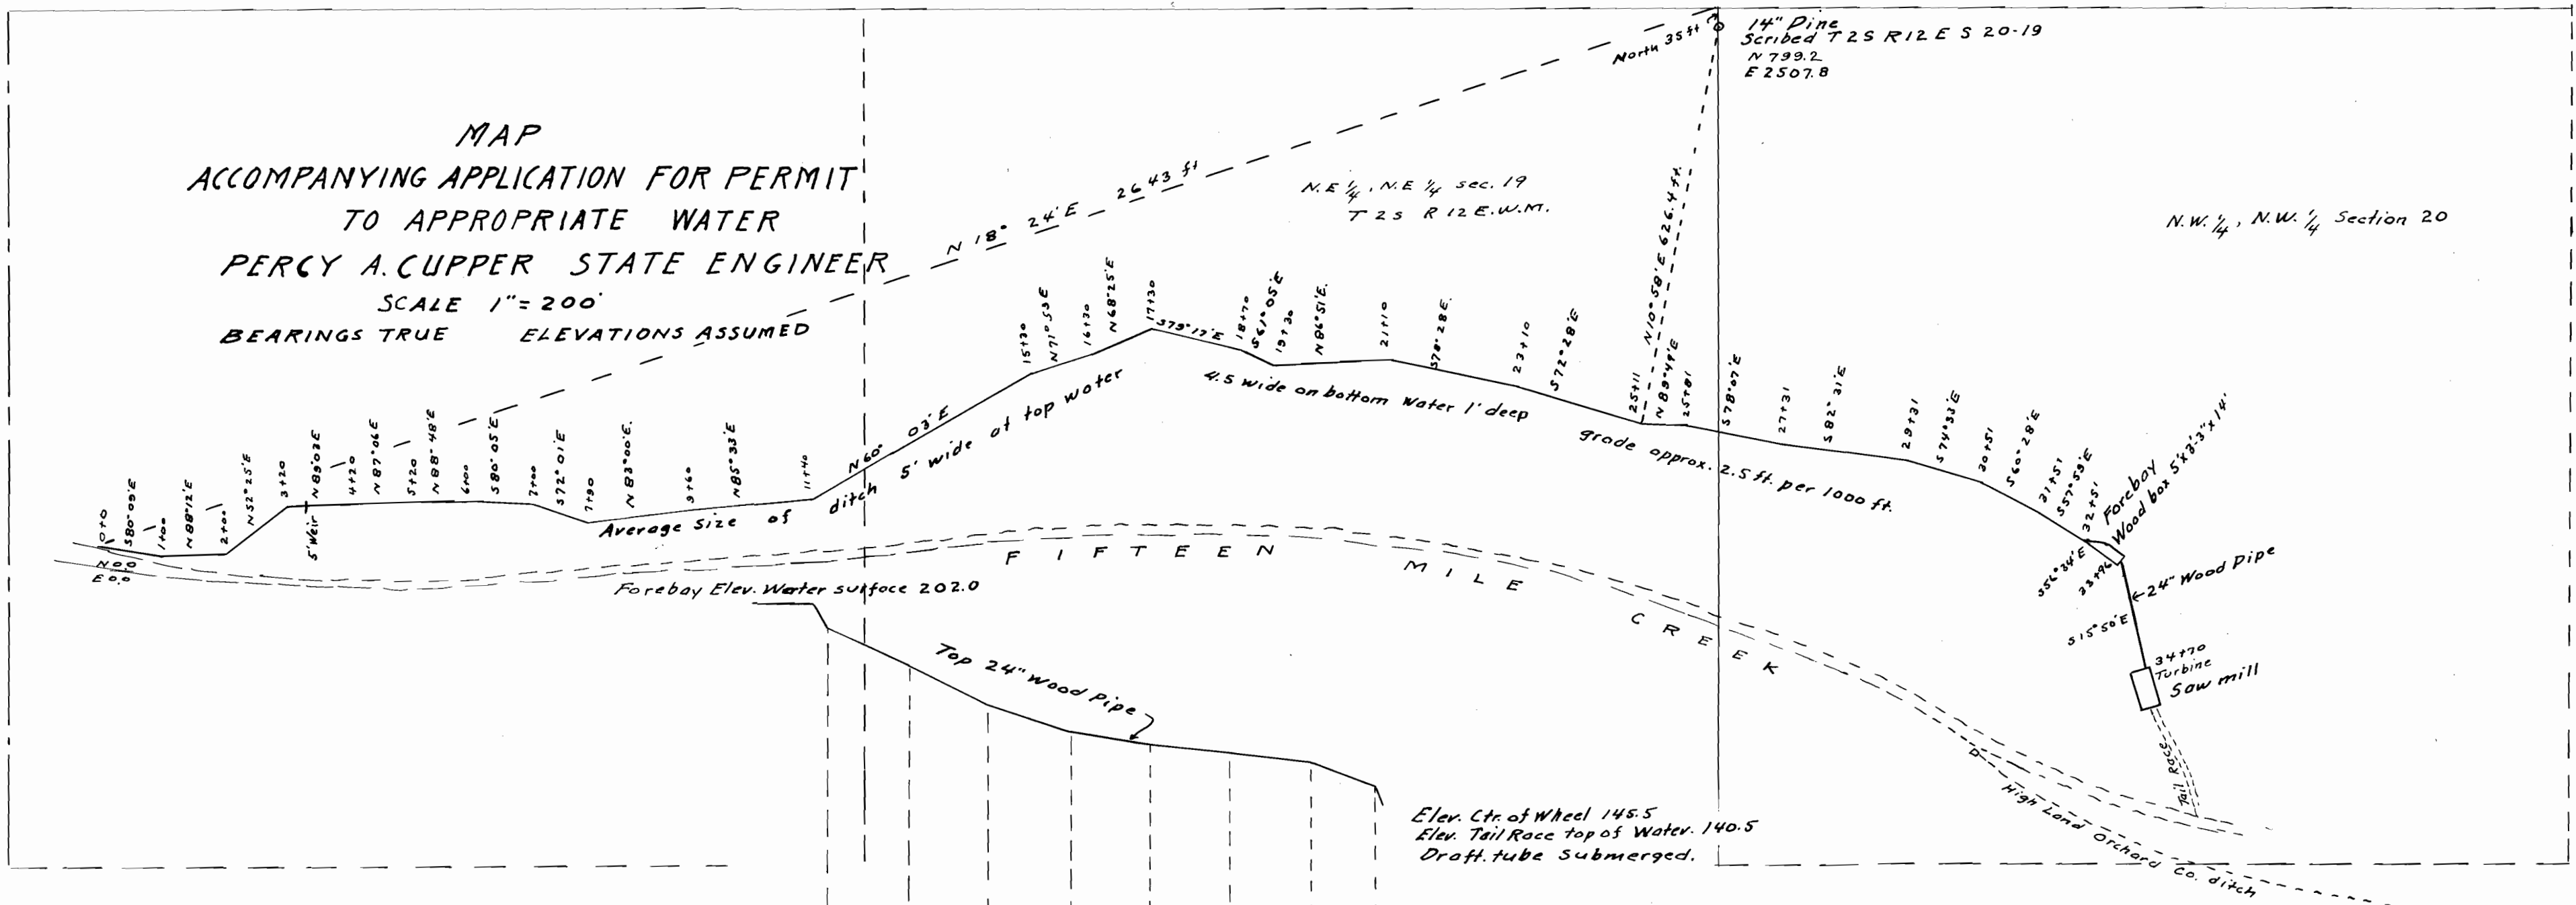 MAP
ACCOMPANYING APPLICATION FOR PERMIT
TO APPROPRIATE WATER
PERCY A. CUPPER STATE ENGINEER
SCALE 1" = 200'
BEARINGS TRUE ELEVATIONS ASSUMED
North 35 ft
14" Pine
Scribed T 2 S R 12 E S 20-19
N 799.2
E 2507.8
N 18° 24' E 2643 ft
N.E ¼, N.E ¼ sec. 19
T 2 S R 12 E.W.M.
N.W. ¼, N.W. ¼ Section 20
N 10° 58' E 626.4 ft.
0+0
S 80° 09' E
1+00
N 88° 12' E
2+00
N 52° 25' E
3+20
N 89° 03 E
5' Weir
4+20
N 87° 06 E
5+20
N 88° 48' E
6+00
S 80° 05' E
7+00
S 72° 01' E
7+90
N 83° 00' E.
9+60
N 85° 33' E
11+40
N 60° 03' E
15+30
N 71° 53 E
16+30
N 68° 25' E
17+30
S 79° 17' E
18+70
S 61° 05' E
19+30
N 86° 51' E.
21+10
S 78° 28 E.
23+10
S 72° 28' E
25+11
N 89° 49' E
25+81
S 78° 07' E
27+31
S 82° 31' E
29+31
S 74° 33' E
30+51
S 60° 28' E
31+51
S 57° 59' E
32+51
Forebay
Wood box 5' x 3'-3" x 14'
S 56° 34' E
33+96
N 0.0
E 0.0
Average size of ditch 5' wide at top water 4.5 wide on bottom Water 1' deep grade approx. 2.5 ft. per 1000 ft.
FIFTEEN MILE CREEK
24" Wood Pipe
S 15° 50' E
34+70
Turbine
Saw mill
Tail Race
High Land Orchard Co. ditch
Forebay Elev. Water surface 202.0
Top 24" Wood Pipe
Elev. Ctr. of Wheel 145.5
Elev. Tail Race top of Water. 140.5
Draft. tube Submerged.